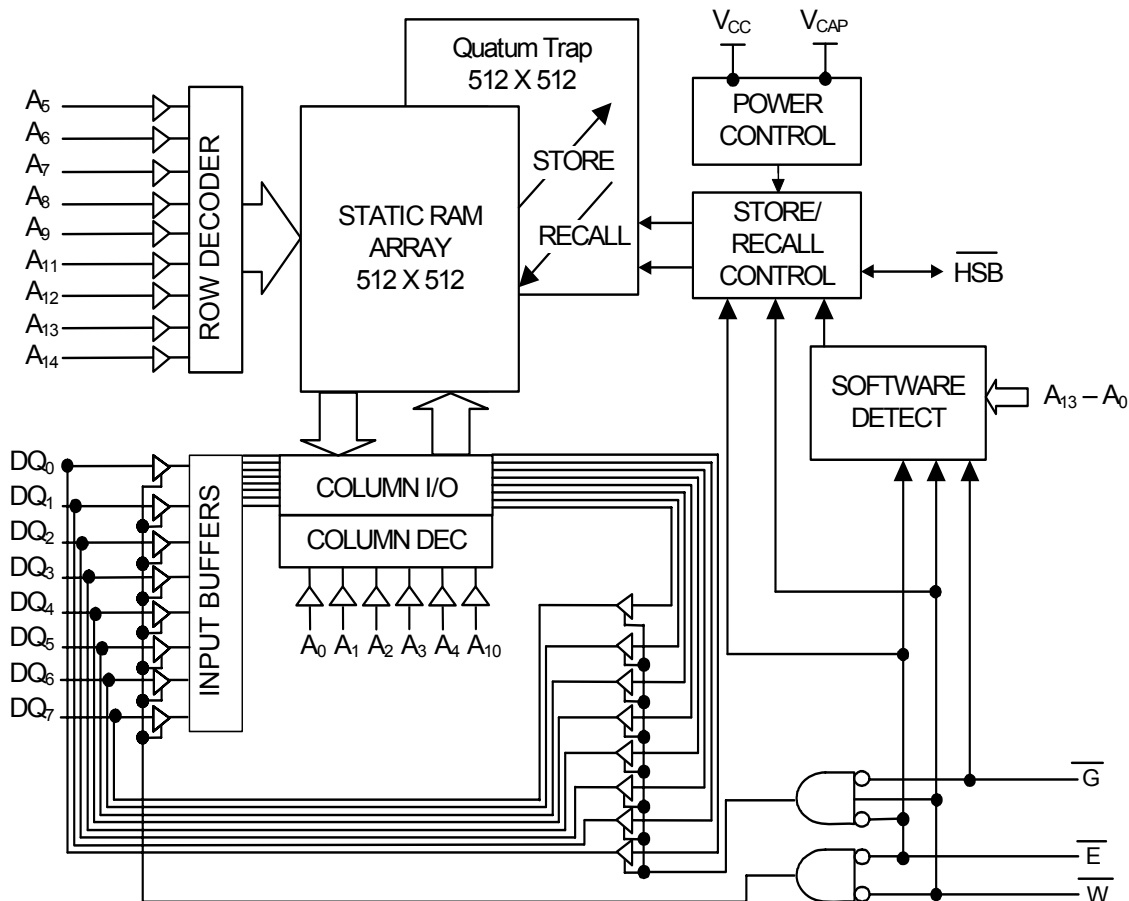 V_CC
V_CAP
Quatum Trap
512 X 512
POWER
CONTROL
A5
A6
A7
A8
A9
A11
A12
A13
A14
ROW DECODER
STATIC RAM
ARRAY
512 X 512
STORE
RECALL
STORE/
RECALL
CONTROL
HSB
SOFTWARE
DETECT
A13 – A0
DQ0
DQ1
DQ2
DQ3
DQ4
DQ5
DQ6
DQ7
INPUT BUFFERS
COLUMN I/O
COLUMN DEC
A0 A1 A2 A3 A4 A10
G
E
W